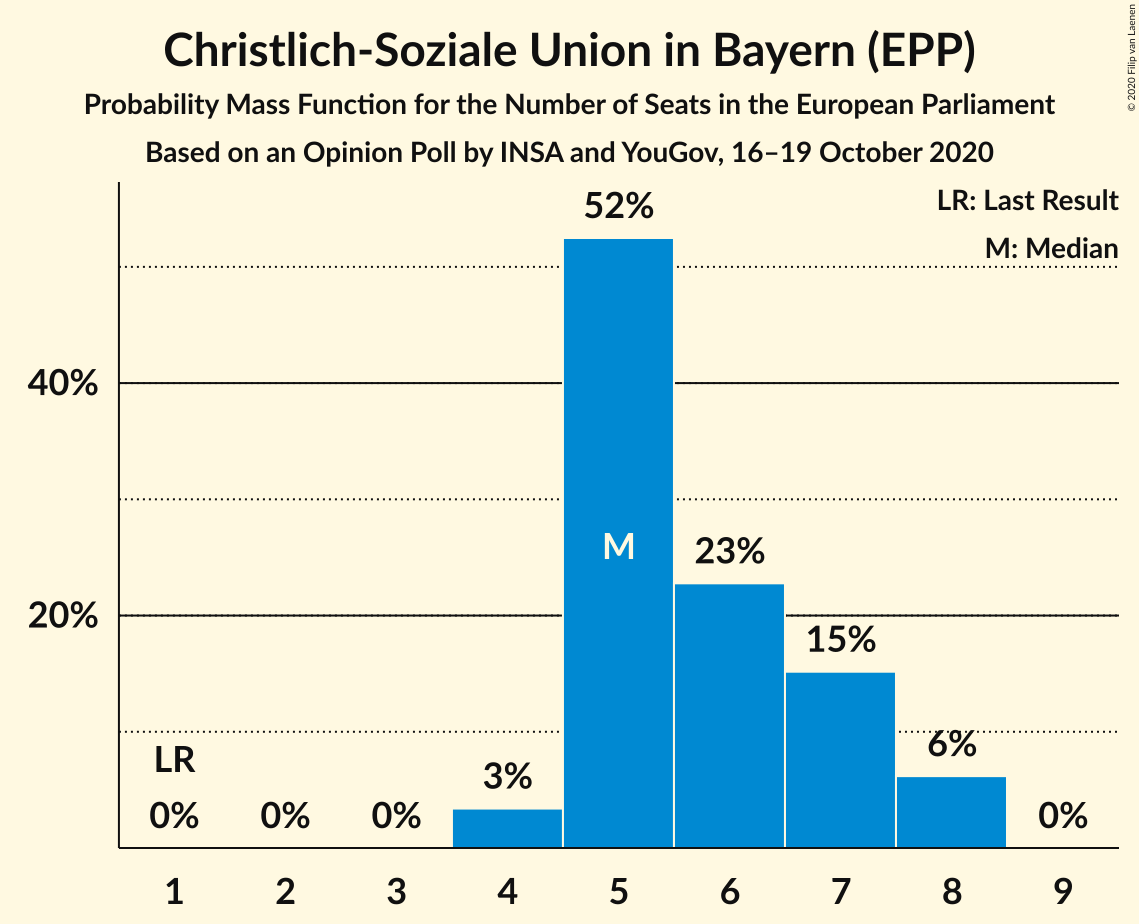 Christlich-Soziale Union in Bayern (EPP)
Probability Mass Function for the Number of Seats in the European Parliament
Based on an Opinion Poll by INSA and YouGov, 16–19 October 2020
© 2020 Filip van Laenen
LR: Last Result
M: Median
52%
40%
M
23%
20%
15%
LR
6%
3%
0% 0% 0% 0%
1 2 3 4 5 6 7 8 9